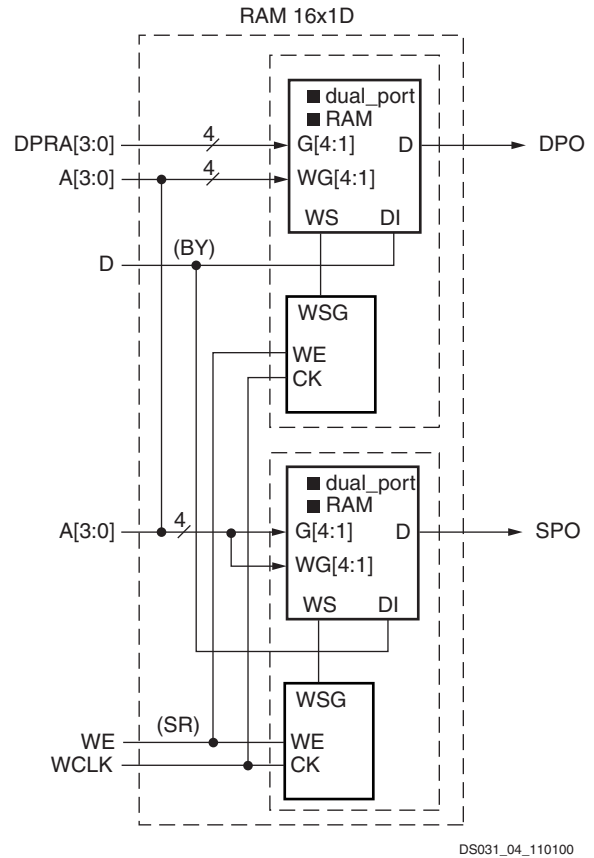 RAM 16x1D
dual_port
RAM
DPRA[3:0] 4 G[4:1] D DPO
A[3:0] 4 WG[4:1]
WS DI
D (BY)
WSG
WE
CK
dual_port
RAM
A[3:0] 4 G[4:1] D SPO
WG[4:1]
WS DI
WSG
WE (SR) WE
WCLK CK
DS031_04_110100